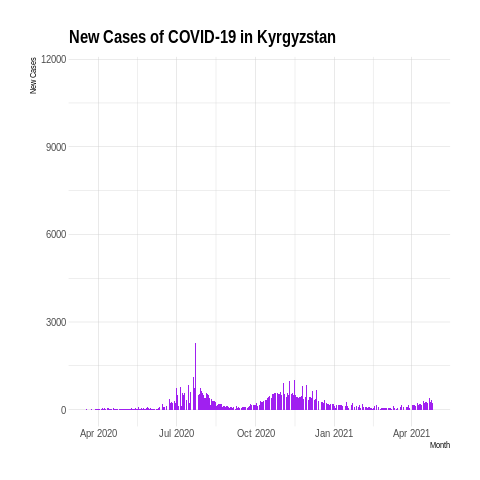 New Cases of COVID-19 in Kyrgyzstan
New Cases
12000
9000
6000
3000
0
Apr 2020 Jul 2020 Oct 2020 Jan 2021 Apr 2021
Month